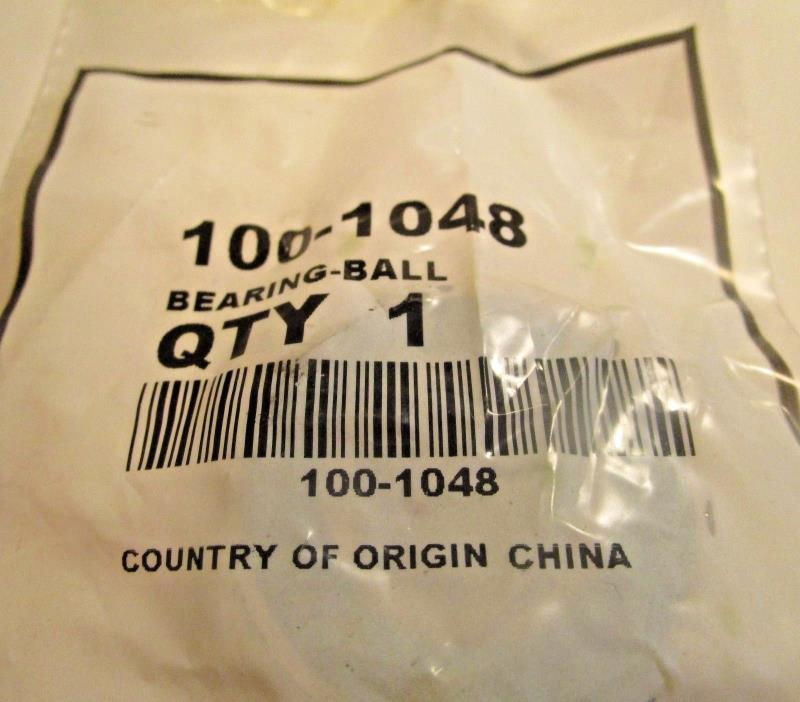 100-1048
BEARING-BALL
QTY 1
100-1048
COUNTRY OF ORIGIN CHINA